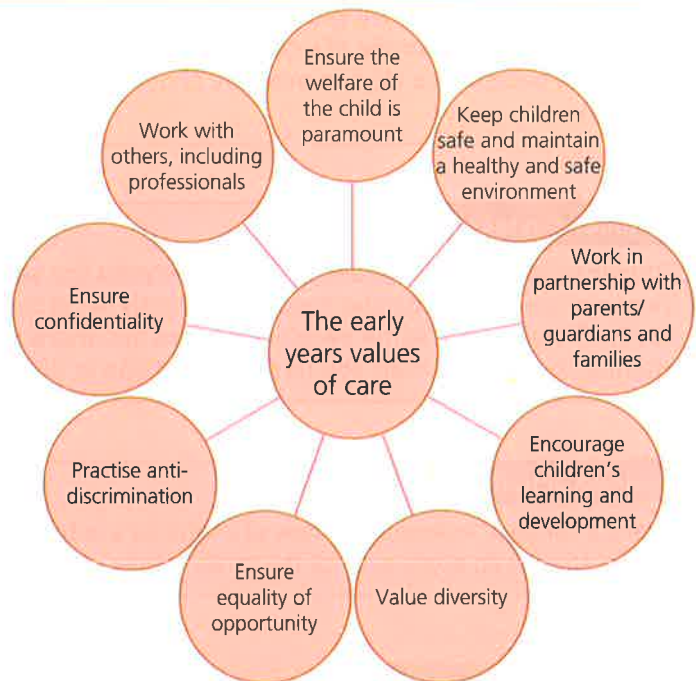 The early
years values
of care
Ensure the
welfare of
the child is
paramount
Keep children
safe and maintain
a healthy and safe
environment
Work in
partnership with
parents/
guardians and
families
Encourage
children's
learning and
development
Value diversity
Ensure
equality of
opportunity
Practise anti-
discrimination
Ensure
confidentiality
Work with
others, including
professionals